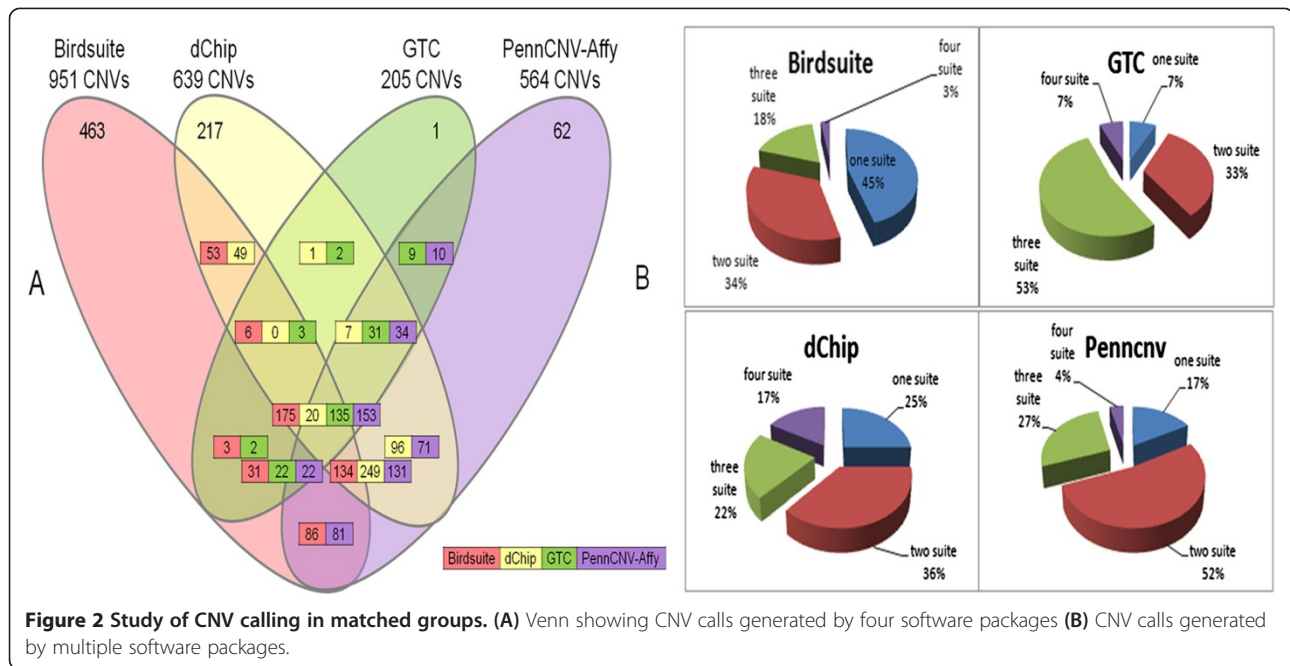 Birdsuite
951 CNVs
dChip
639 CNVs
GTC
205 CNVs
PennCNV-Affy
564 CNVs
463
217
1
62
53 49
1 2
9 10
6 0 3
7 31 34
175 20 135 153
3 2
96 71
31 22 22
134 249 131
86 81
Birdsuite dChip GTC PennCNV-Affy
A
B
Birdsuite
four
suite
3%
three
suite
18%
one suite
45%
two suite
34%
GTC
four suite
7%
one suite
7%
two suite
33%
three
suite
53%
dChip
four suite
17%
one suite
25%
three
suite
22%
two suite
36%
Penncnv
four
suite
4%
one suite
17%
three
suite
27%
two suite
52%
Figure 2 Study of CNV calling in matched groups. (A) Venn showing CNV calls generated by four software packages (B) CNV calls generated
by multiple software packages.